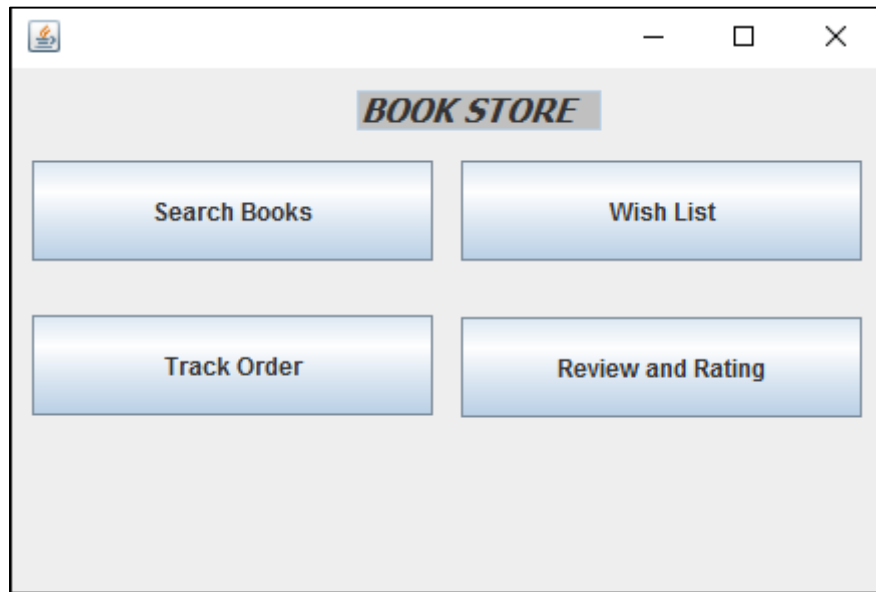 BOOK STORE
Search Books
Wish List
Track Order
Review and Rating